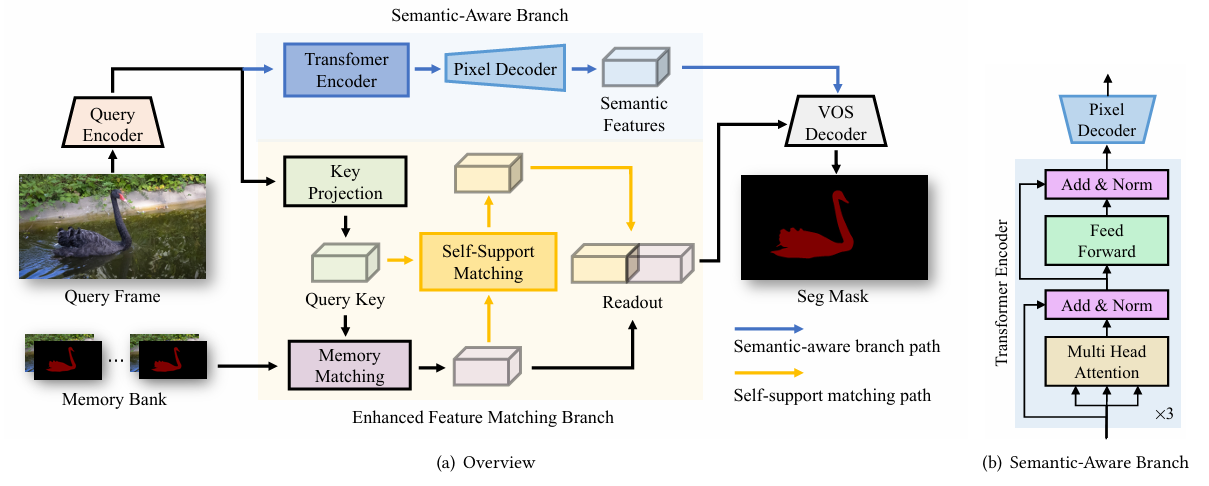 Semantic-Aware Branch
Transfomer
Encoder
Pixel Decoder
Semantic
Features
Query
Encoder
VOS
Decoder
Key
Projection
Self-Support
Matching
Query Key
Readout
Query Frame
Seg Mask
Memory
Matching
Memory Bank
...
Enhanced Feature Matching Branch
Semantic-aware branch path
Self-support matching path
(a) Overview
Pixel
Decoder
Add & Norm
Feed
Forward
Add & Norm
Multi Head
Attention
×3
Transformer Encoder
(b) Semantic-Aware Branch